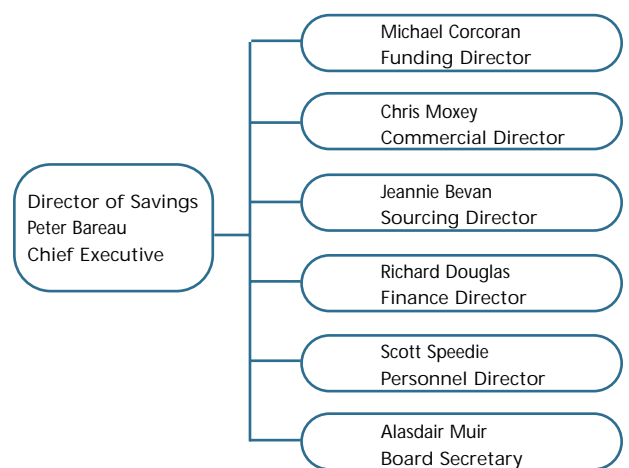 Michael Corcoran
Funding Director
Chris Moxey
Commercial Director
Director of Savings
Peter Bareau
Chief Executive
Jeannie Bevan
Sourcing Director
Richard Douglas
Finance Director
Scott Speedie
Personnel Director
Alasdair Muir
Board Secretary